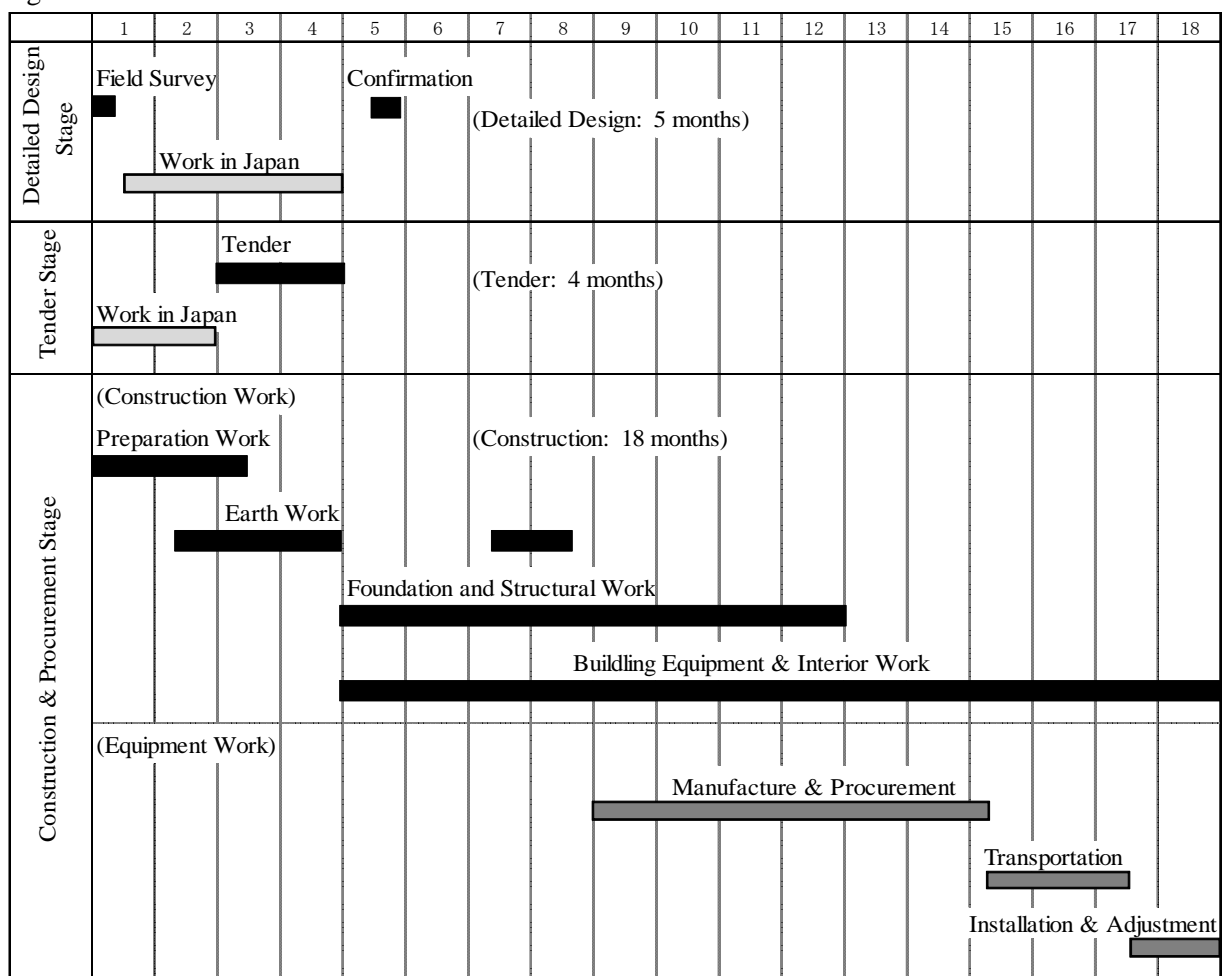 1 2 3 4 5 6 7 8 9 10 11 12 13 14 15 16 17 18
Detailed Design
Stage
Field Survey
Confirmation
(Detailed Design: 5 months)
Work in Japan
Tender Stage
Tender
(Tender: 4 months)
Work in Japan
Construction & Procurement Stage
(Construction Work)
Preparation Work
(Construction: 18 months)
Earth Work
Foundation and Structural Work
Buildling Equipment & Interior Work
(Equipment Work)
Manufacture & Procurement
Transportation
Installation & Adjustment